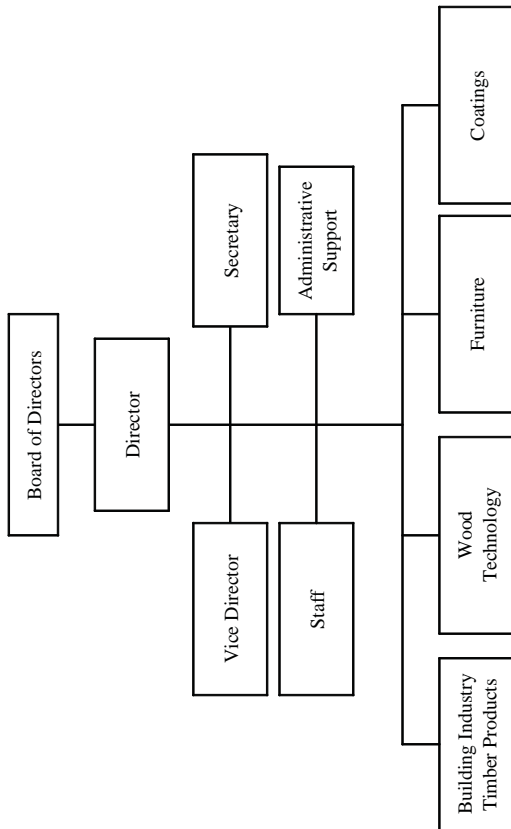 Board of Directors
Director
Vice Director
Secretary
Staff
Administrative
Support
Building Industry
Timber Products
Wood
Technology
Furniture
Coatings